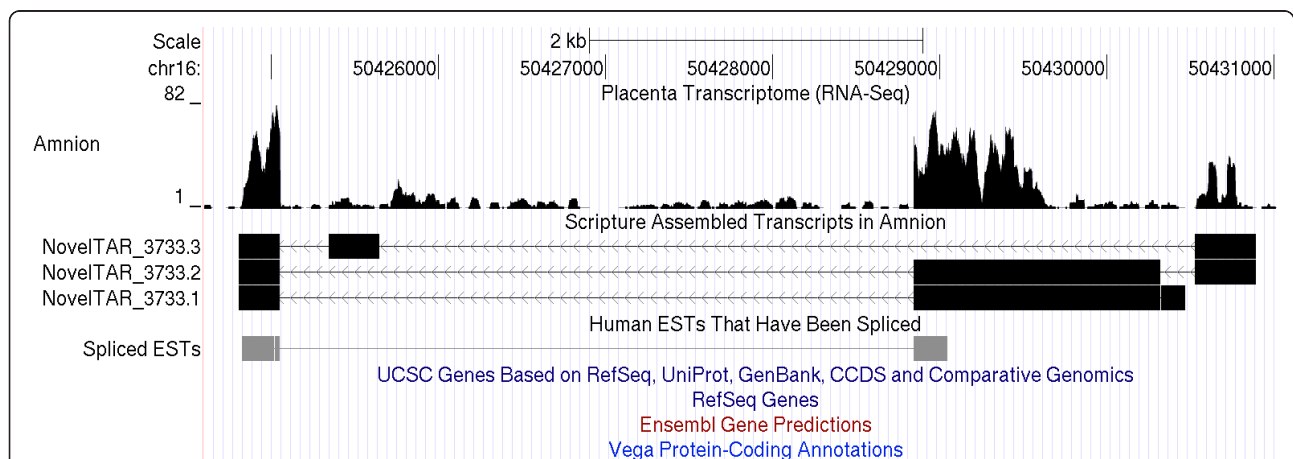 Scale 2 kb
chr16: 50426000 50427000 50428000 50429000 50430000 50431000
Placenta Transcriptome (RNA-Seq)
82 _
Amnion
1 _
Scripture Assembled Transcripts in Amnion
NovelTAR_3733.3
NovelTAR_3733.2
NovelTAR_3733.1
Human ESTs That Have Been Spliced
Spliced ESTs
UCSC Genes Based on RefSeq, UniProt, GenBank, CCDS and Comparative Genomics
RefSeq Genes
Ensembl Gene Predictions
Vega Protein-Coding Annotations